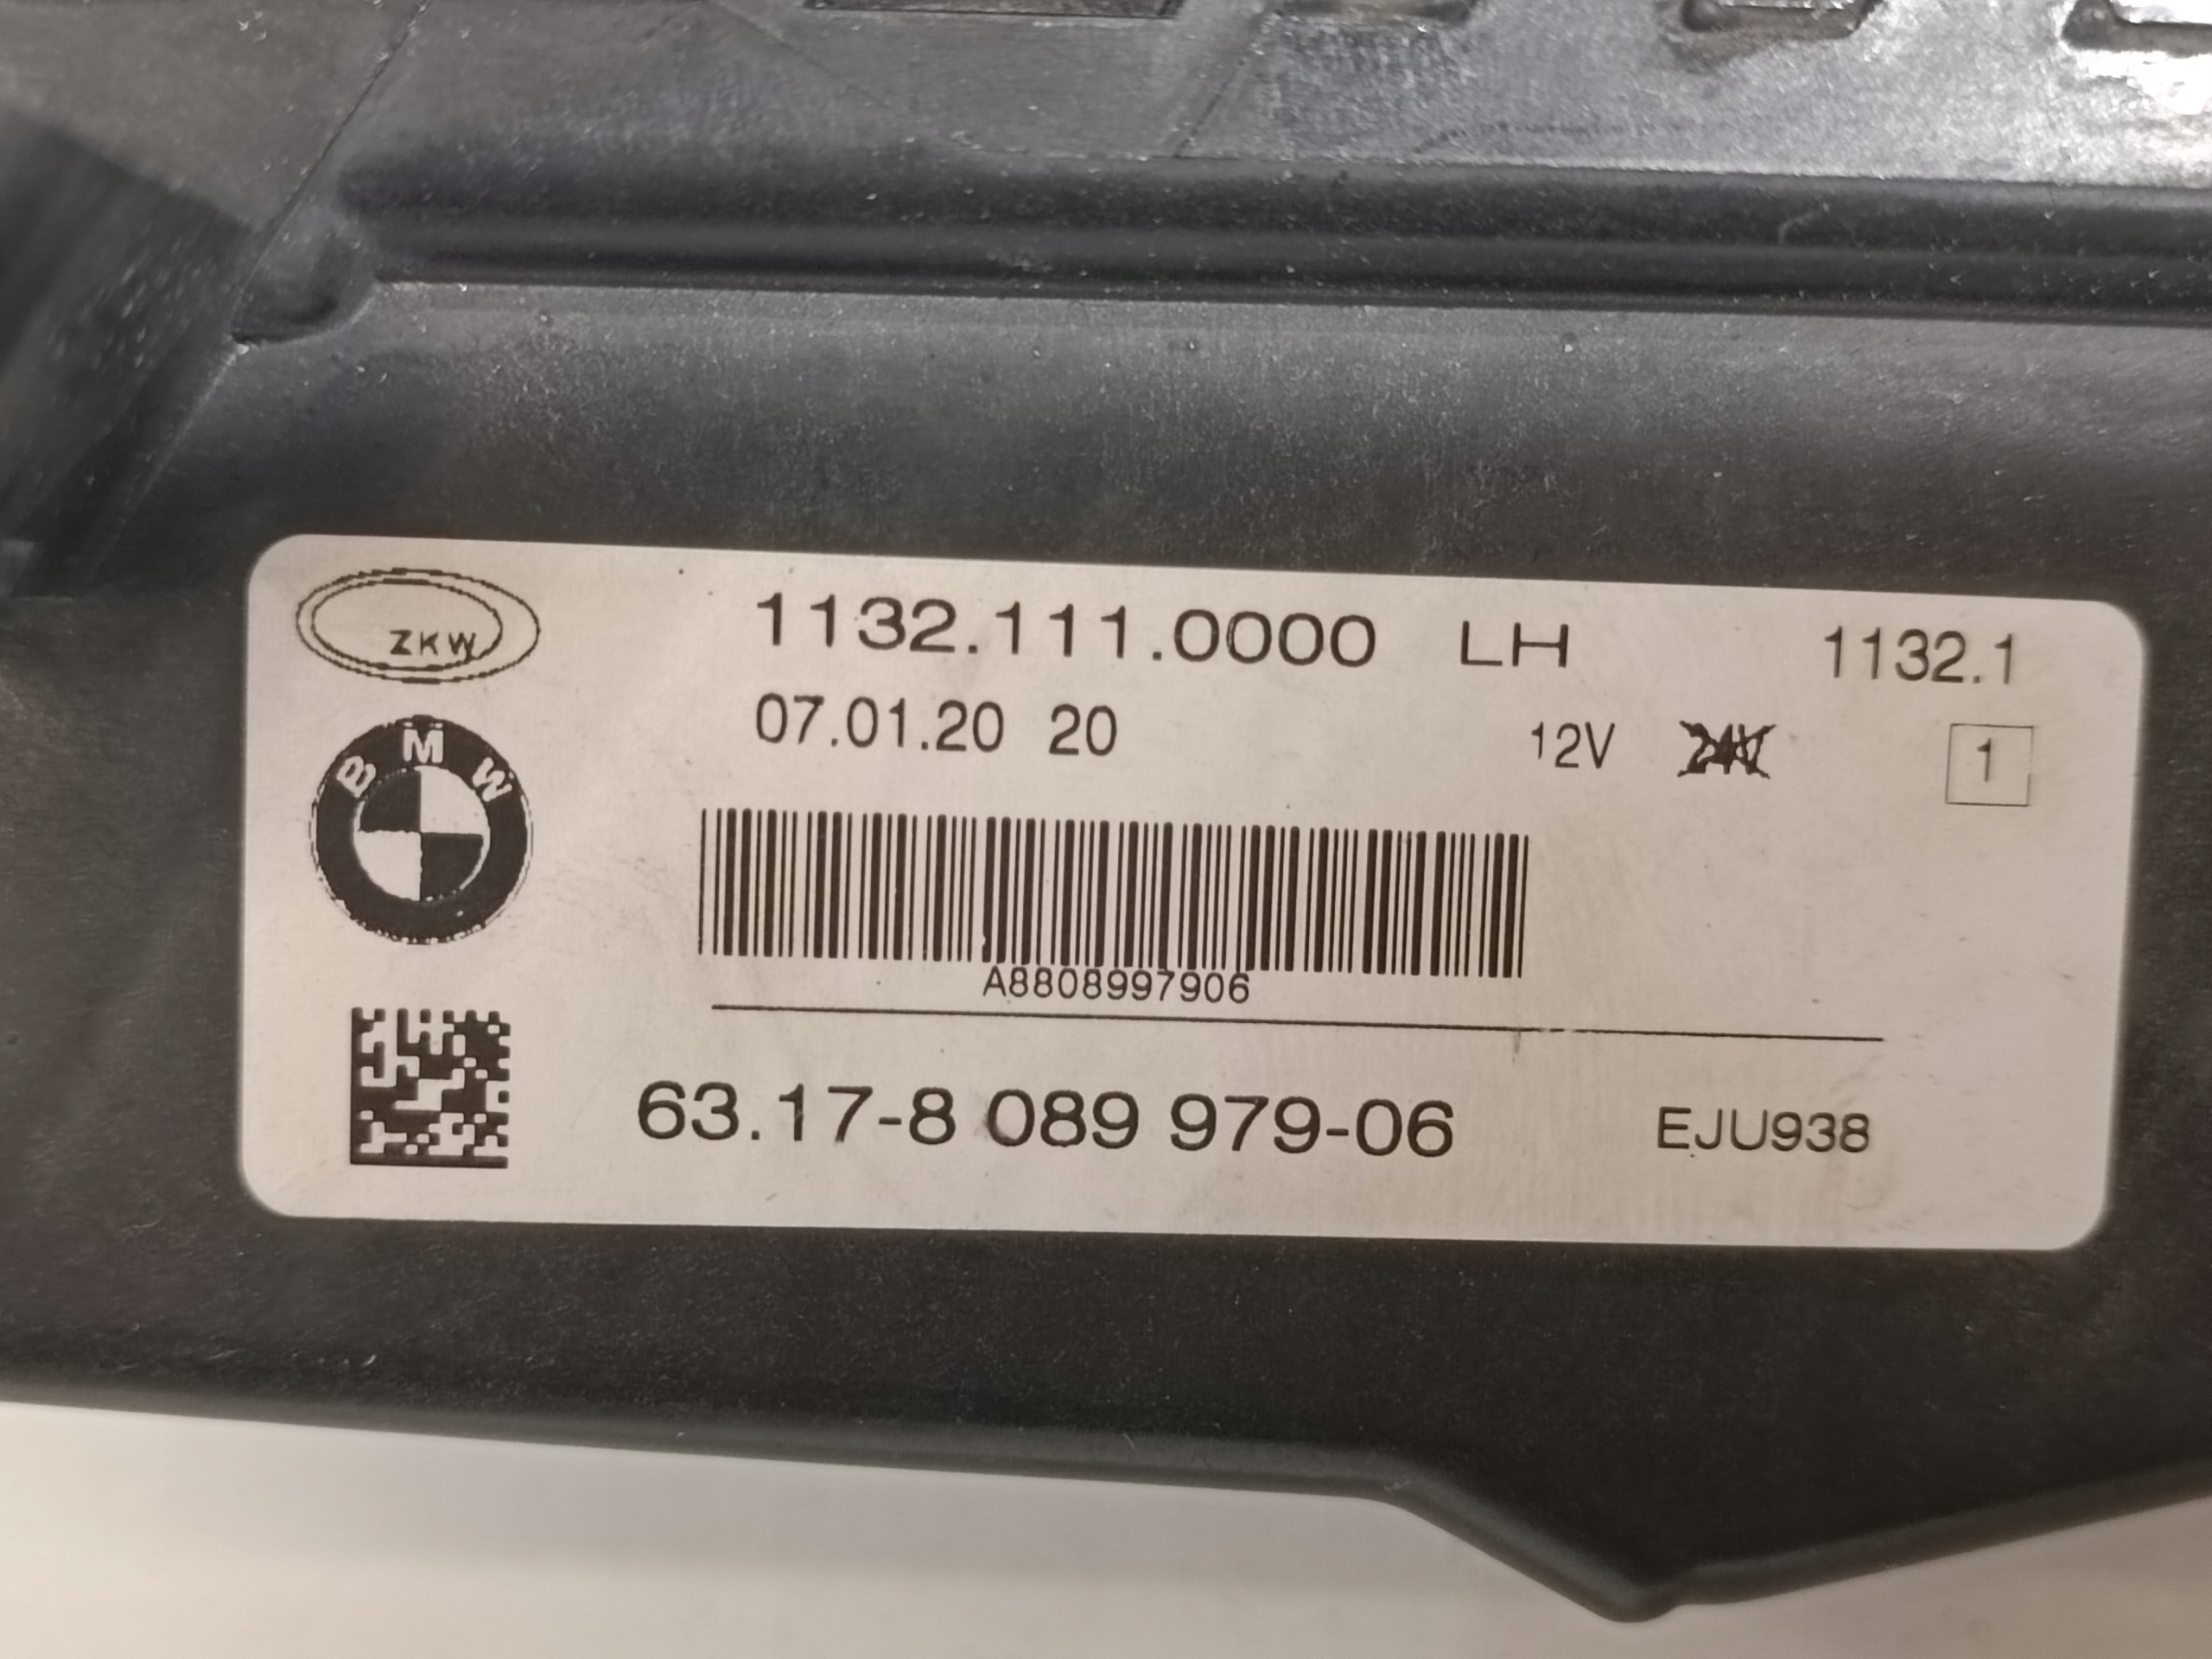 ZKW
1132.111.0000 LH 1132.1
07.01.20 20 12V 24V 1
BMW
A8808997906
63.17-8 089 979-06 EJU938